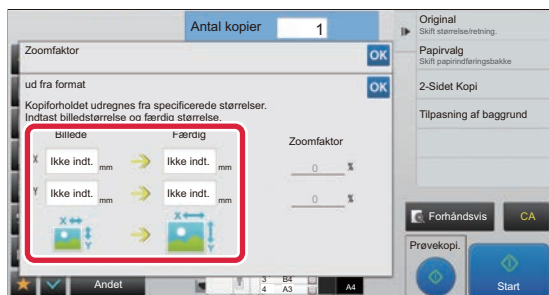 Antal kopier 1
Original
Skift størrelse/retning.
Zoomfaktor OK
Papirvalg
Skift papirindføringsbakke
ud fra format OK
2-Sidet Kopi
Kopiforholdet udregnes fra specificerede størrelser.
Indtast billedstørrelse og færdig størrelse.
Tilpasning af baggrund
Billede Færdig
Zoomfaktor
X Ikke indt. mm Ikke indt. mm 0 %
Y Ikke indt. mm Ikke indt. mm 0 %
X X
Y Y
Forhåndsvis CA
Prøvekopi.
Andet
3 B4
4 A3 A4
Start